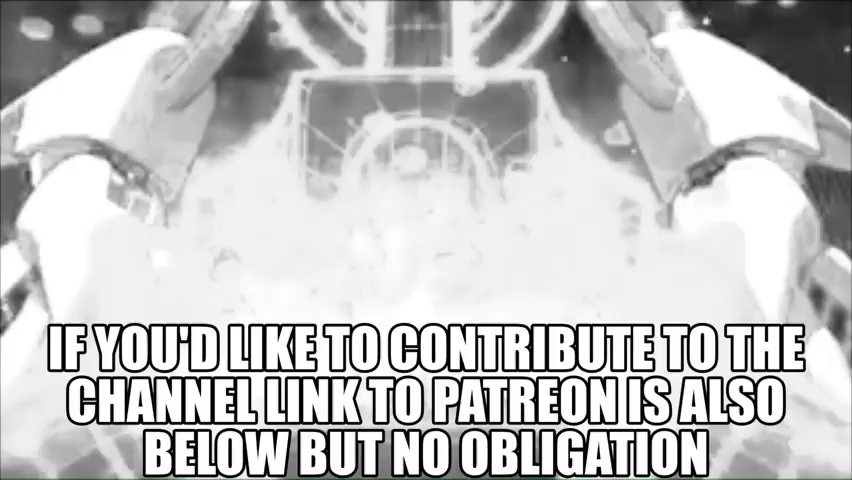 IF YOU'D LIKE TO CONTRIBUTE TO THE
CHANNEL LINK TO PATREON IS ALSO
BELOW BUT NO OBLIGATION